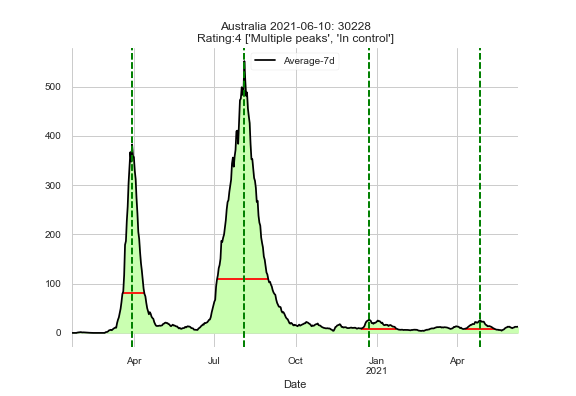 Australia 2021-06-10: 30228
Rating:4 ['Multiple peaks', 'In control']
Average-7d
500
400
300
200
100
0
Apr Jul Oct Jan Apr
2021
Date